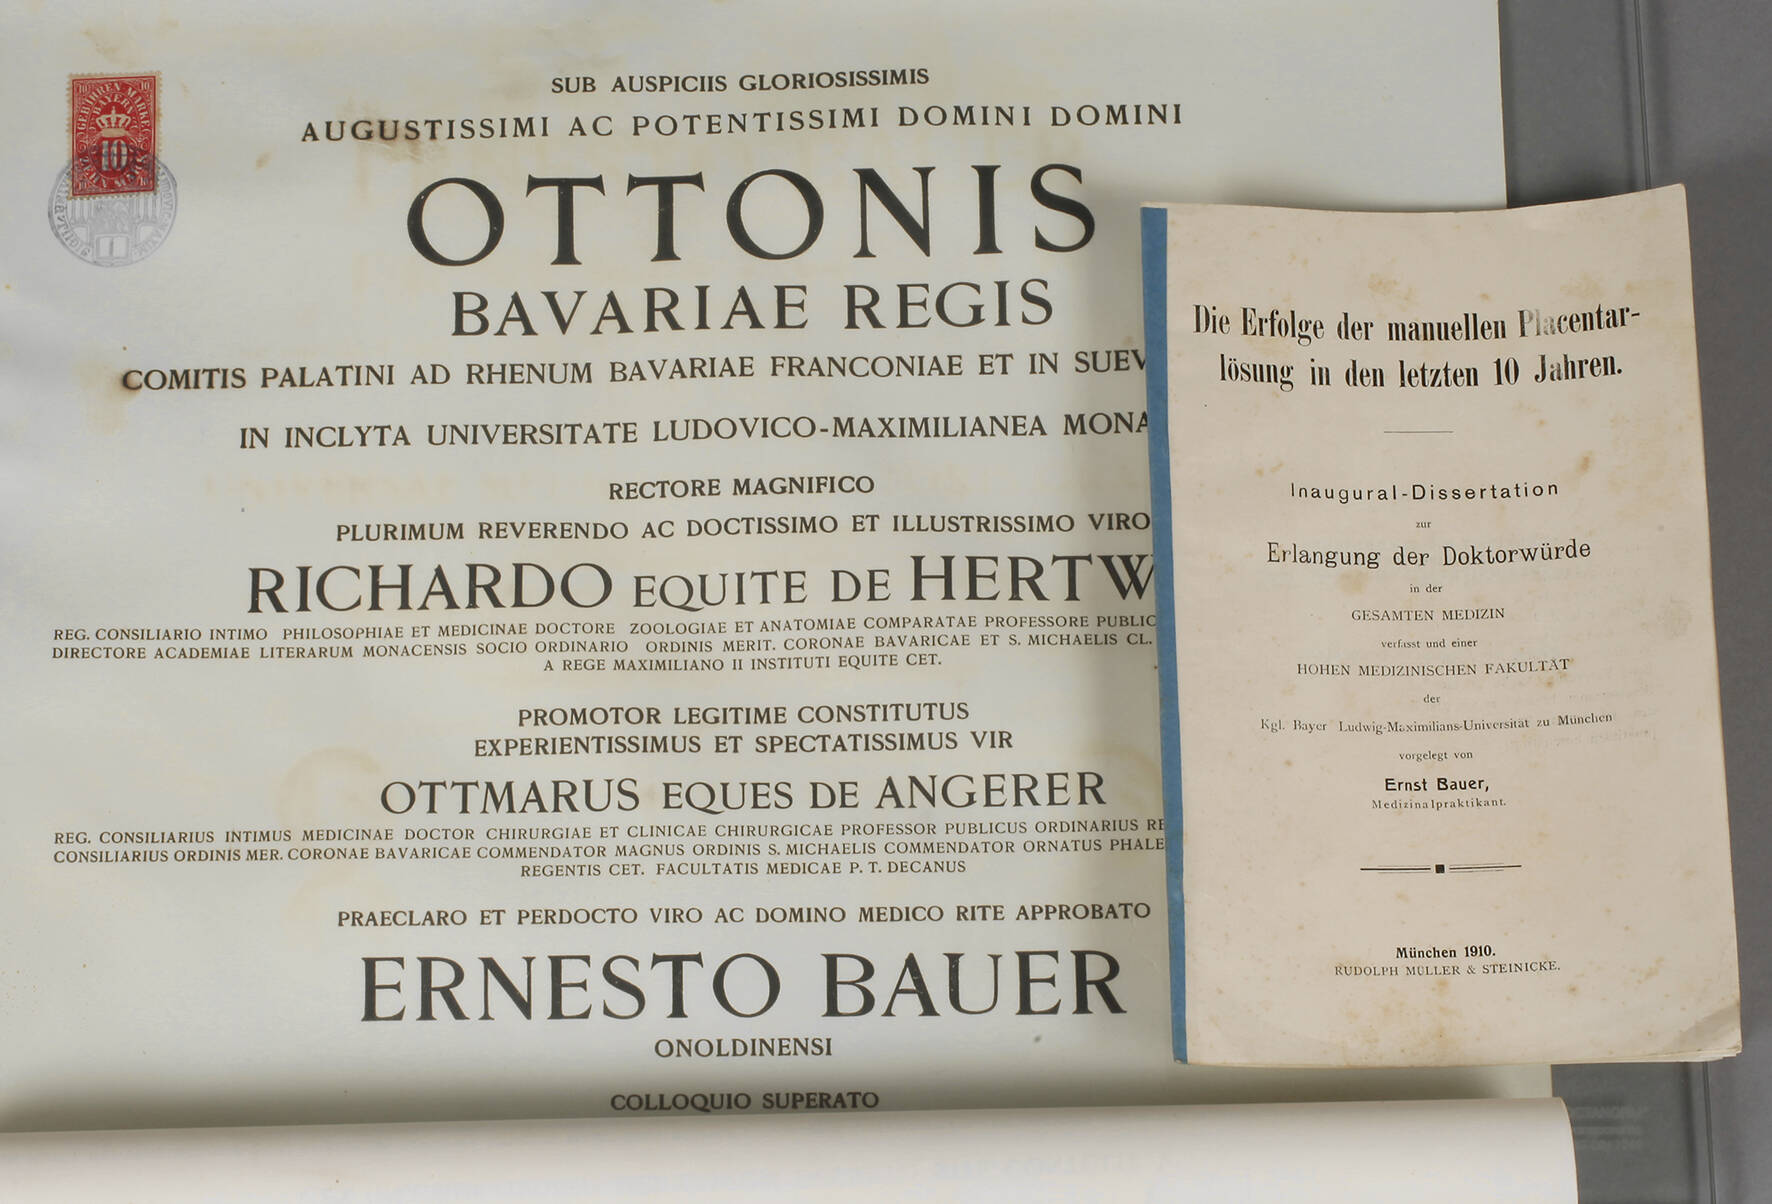 GEBÜHREN MARKE
BAYERN
10
ZEHN MARK
SUB AUSPICIIS GLORIOSISSIMIS
AUGUSTISSIMI AC POTENTISSIMI DOMINI DOMINI
OTTONIS
BAVARIAE REGIS
COMITIS PALATINI AD RHENUM BAVARIAE FRANCONIAE ET IN SUEV
IN INCLYTA UNIVERSITATE LUDOVICO-MAXIMILIANEA MONA
RECTORE MAGNIFICO
PLURIMUM REVERENDO AC DOCTISSIMO ET ILLUSTRISSIMO VIRO
RICHARDO EQUITE DE HERTW
REG. CONSILIARIO INTIMO PHILOSOPHIAE ET MEDICINAE DOCTORE ZOOLOGIAE ET ANATOMIAE COMPARATAE PROFESSORE PUBLIC
DIRECTORE ACADEMIAE LITERARUM MONACENSIS SOCIO ORDINARIO ORDINIS MERIT. CORONAE BAVARICAE ET S. MICHAELIS CL.
A REGE MAXIMILIANO II INSTITUTI EQUITE CET.
PROMOTOR LEGITIME CONSTITUTUS
EXPERIENTISSIMUS ET SPECTATISSIMUS VIR
OTTMARUS EQUES DE ANGERER
REG. CONSILIARIUS INTIMUS MEDICINAE DOCTOR CHIRURGIAE ET CLINICAE CHIRURGICAE PROFESSOR PUBLICUS ORDINARIUS RE
CONSILIARIUS ORDINIS MER. CORONAE BAVARICAE COMMENDATOR MAGNUS ORDINIS S. MICHAELIS COMMENDATOR ORNATUS PHALE
REGENTIS CET. FACULTATIS MEDICAE P. T. DECANUS
PRAECLARO ET PERDOCTO VIRO AC DOMINO MEDICO RITE APPROBATO
ERNESTO BAUER
ONOLDINENSI
COLLOQUIO SUPERATO
Die Erfolge der manuellen Placentar-
lösung in den letzten 10 Jahren.
Inaugural-Dissertation
zur
Erlangung der Doktorwürde
in der
GESAMTEN MEDIZIN
verfasst und einer
HOHEN MEDIZINISCHEN FAKULTÄT
der
Kgl. Bayer Ludwig-Maximilians-Universität zu München
vorgelegt von
Ernst Bauer,
Medizinalpraktikant.
München 1910.
RUDOLPH MÜLLER & STEINICKE.